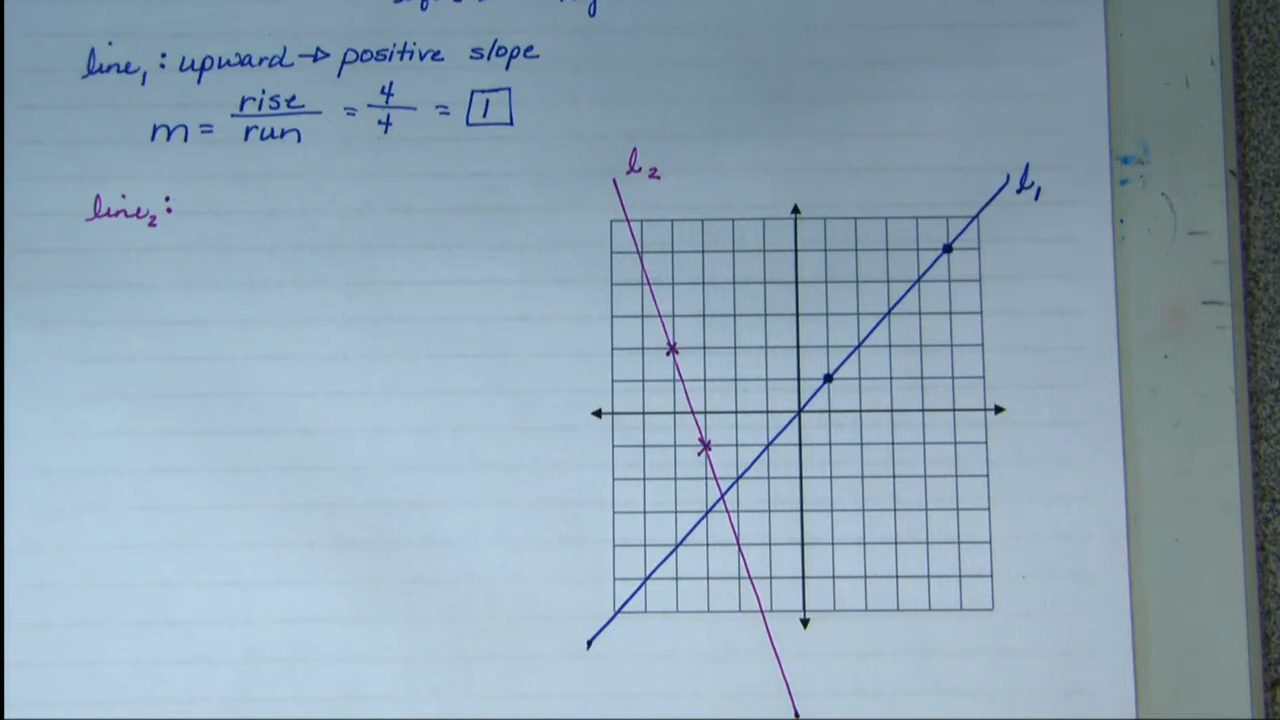 line₁: upward → positive slope
m = rise/run = 4/4 = 1
line₂:
l₂
l₁